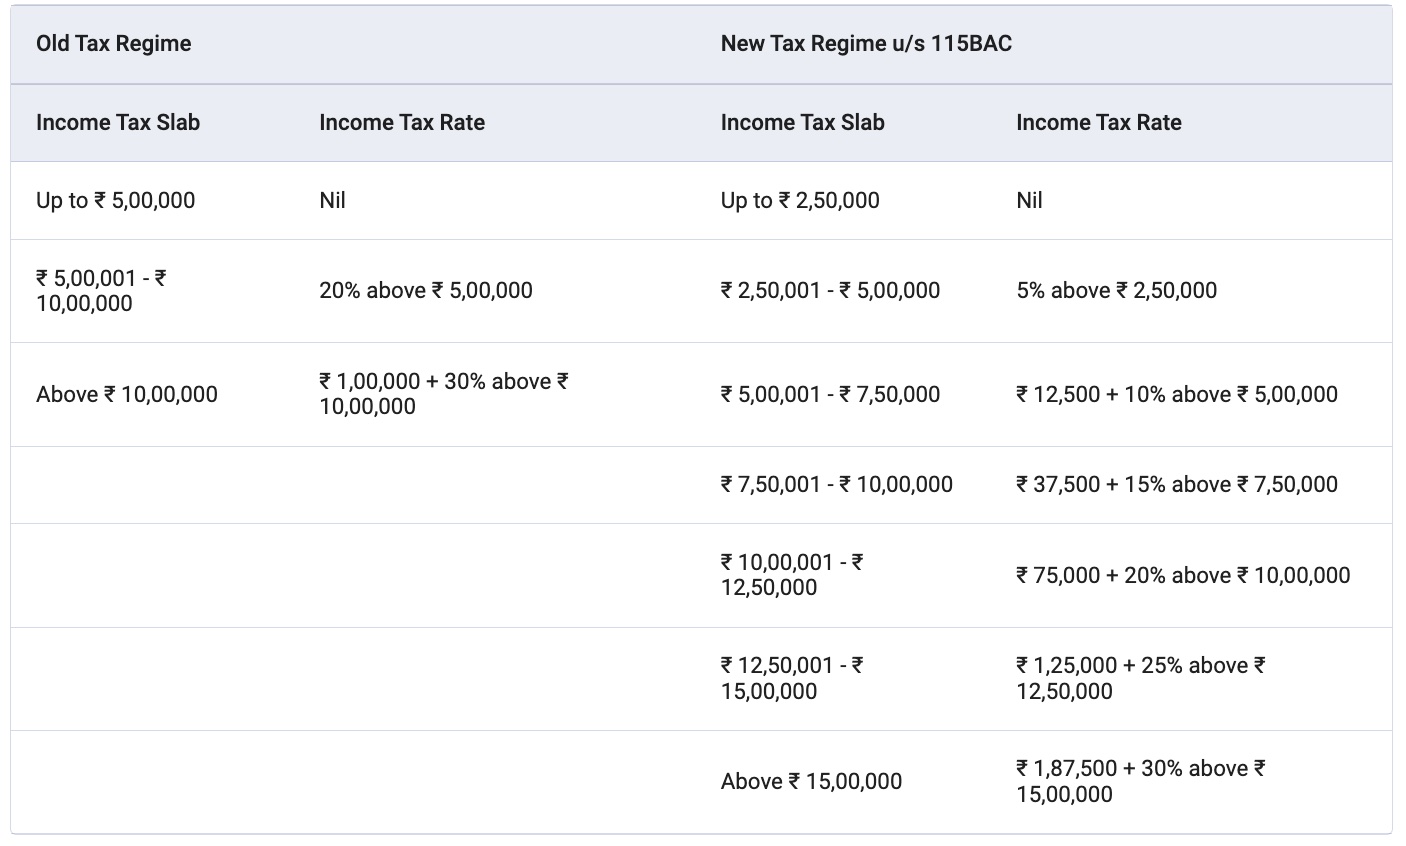 Old Tax Regime New Tax Regime u/s 115BAC
Income Tax Slab Income Tax Rate Income Tax Slab Income Tax Rate
Up to ₹ 5,00,000 Nil Up to ₹ 2,50,000 Nil
₹ 5,00,001 - ₹
10,00,000
20% above ₹ 5,00,000 ₹ 2,50,001 - ₹ 5,00,000 5% above ₹ 2,50,000
Above ₹ 10,00,000
₹ 1,00,000 + 30% above ₹
10,00,000
₹ 5,00,001 - ₹ 7,50,000 ₹ 12,500 + 10% above ₹ 5,00,000
₹ 7,50,001 - ₹ 10,00,000 ₹ 37,500 + 15% above ₹ 7,50,000
₹ 10,00,001 - ₹
12,50,000
₹ 75,000 + 20% above ₹ 10,00,000
₹ 12,50,001 - ₹
15,00,000
₹ 1,25,000 + 25% above ₹
12,50,000
Above ₹ 15,00,000
₹ 1,87,500 + 30% above ₹
15,00,000